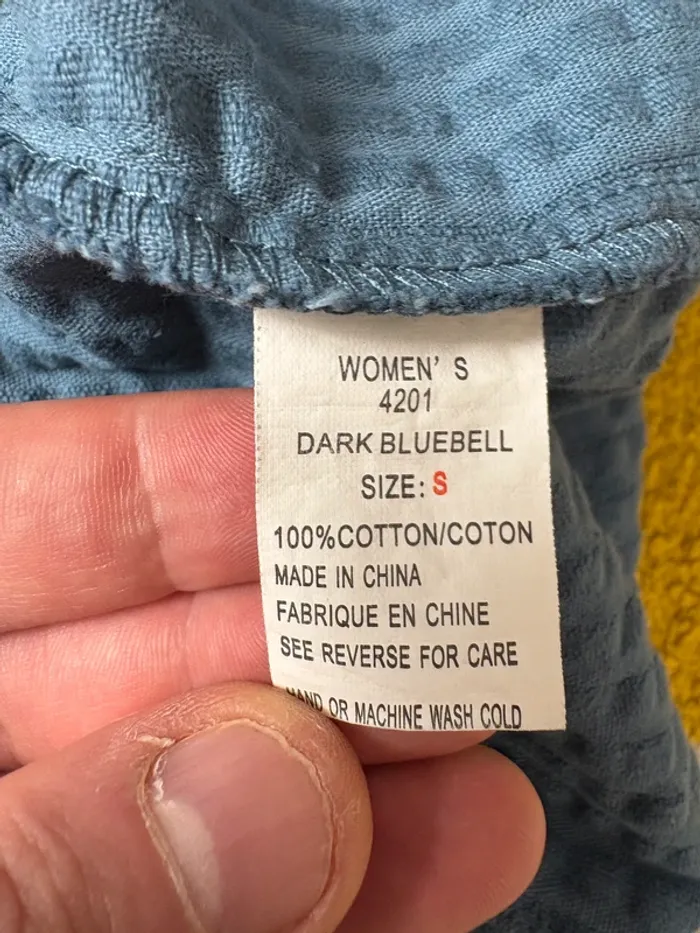 WOMEN' S
4201
DARK BLUEBELL
SIZE: S
100%COTTON/COTON
MADE IN CHINA
FABRIQUE EN CHINE
SEE REVERSE FOR CARE
HAND OR MACHINE WASH COLD